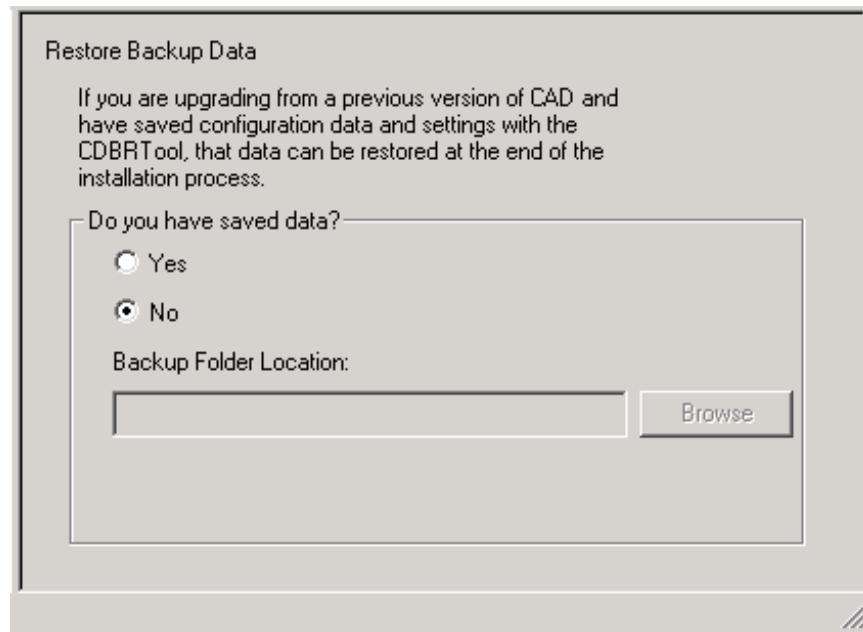 Restore Backup Data
If you are upgrading from a previous version of CAD and
have saved configuration data and settings with the
CDBRTool, that data can be restored at the end of the
installation process.
Do you have saved data?
Yes
No
Backup Folder Location:
Browse